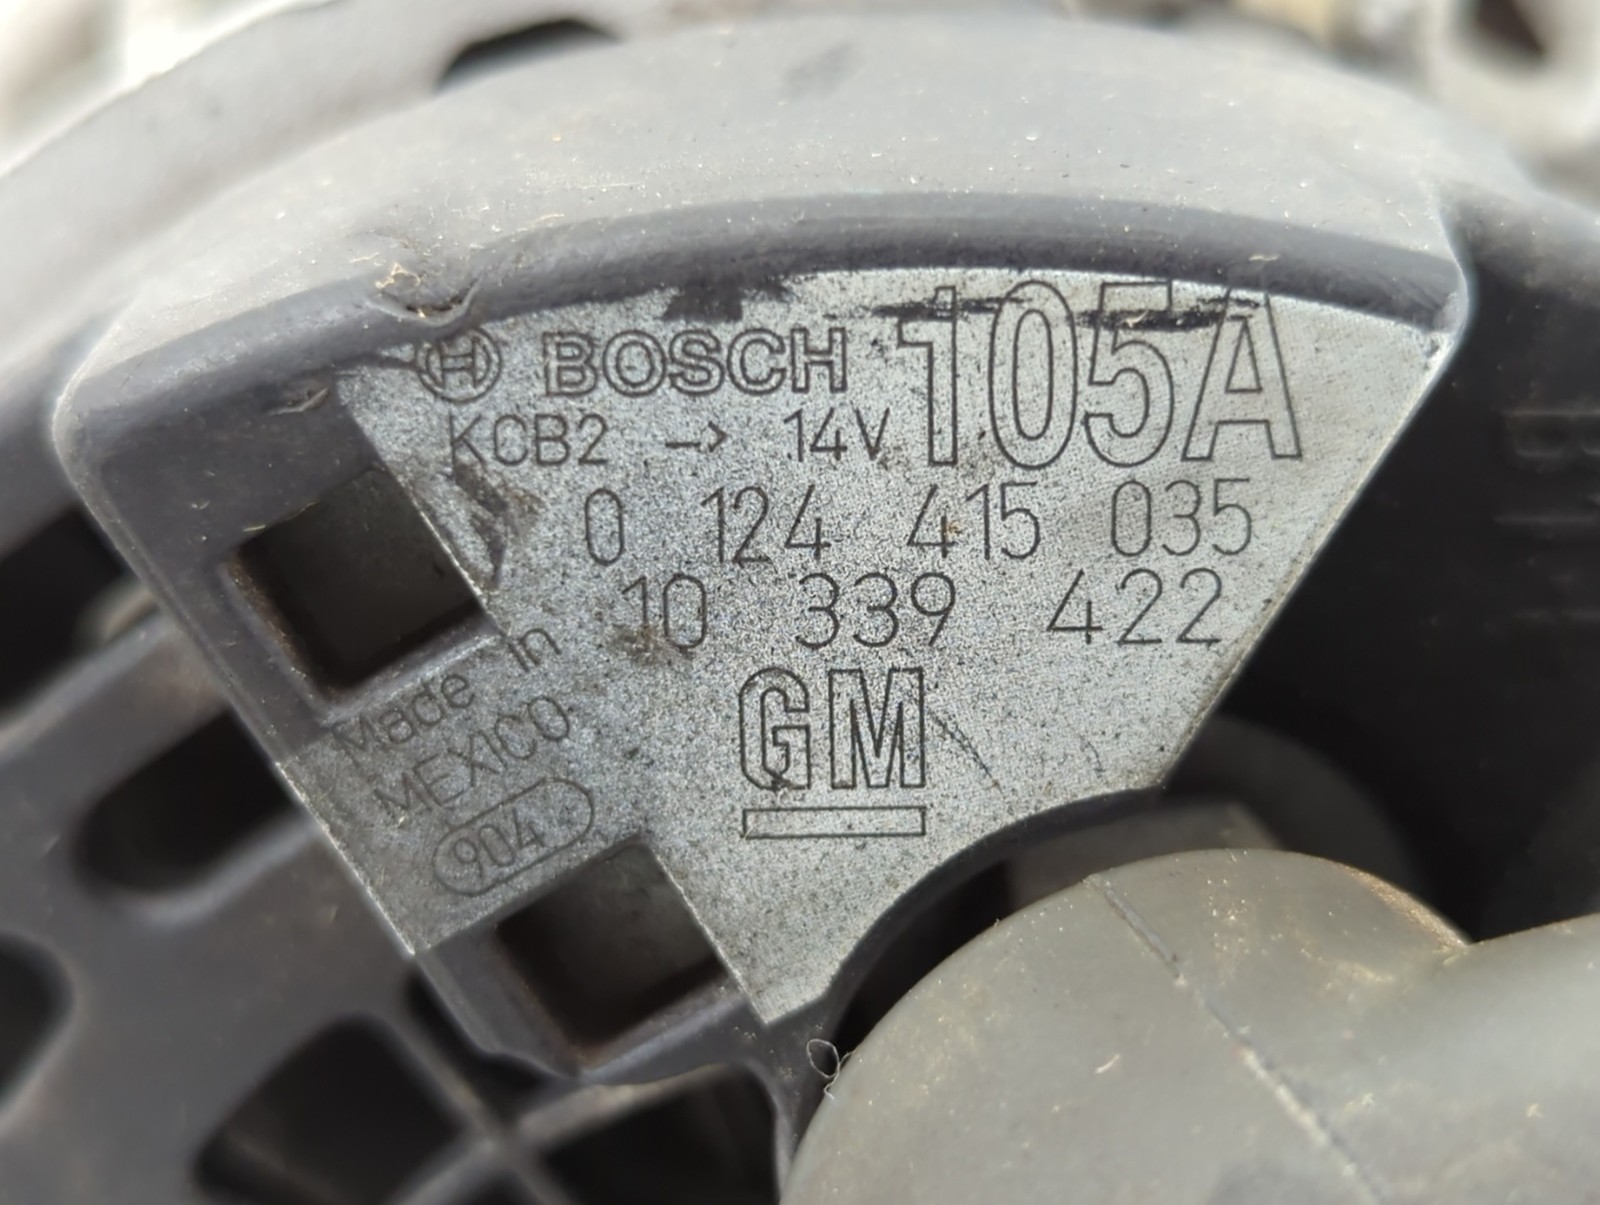 BOSCH 105A
KCB2 → 14V
0 124 415 035
10 339 422
GM
Made in
MEXICO
904